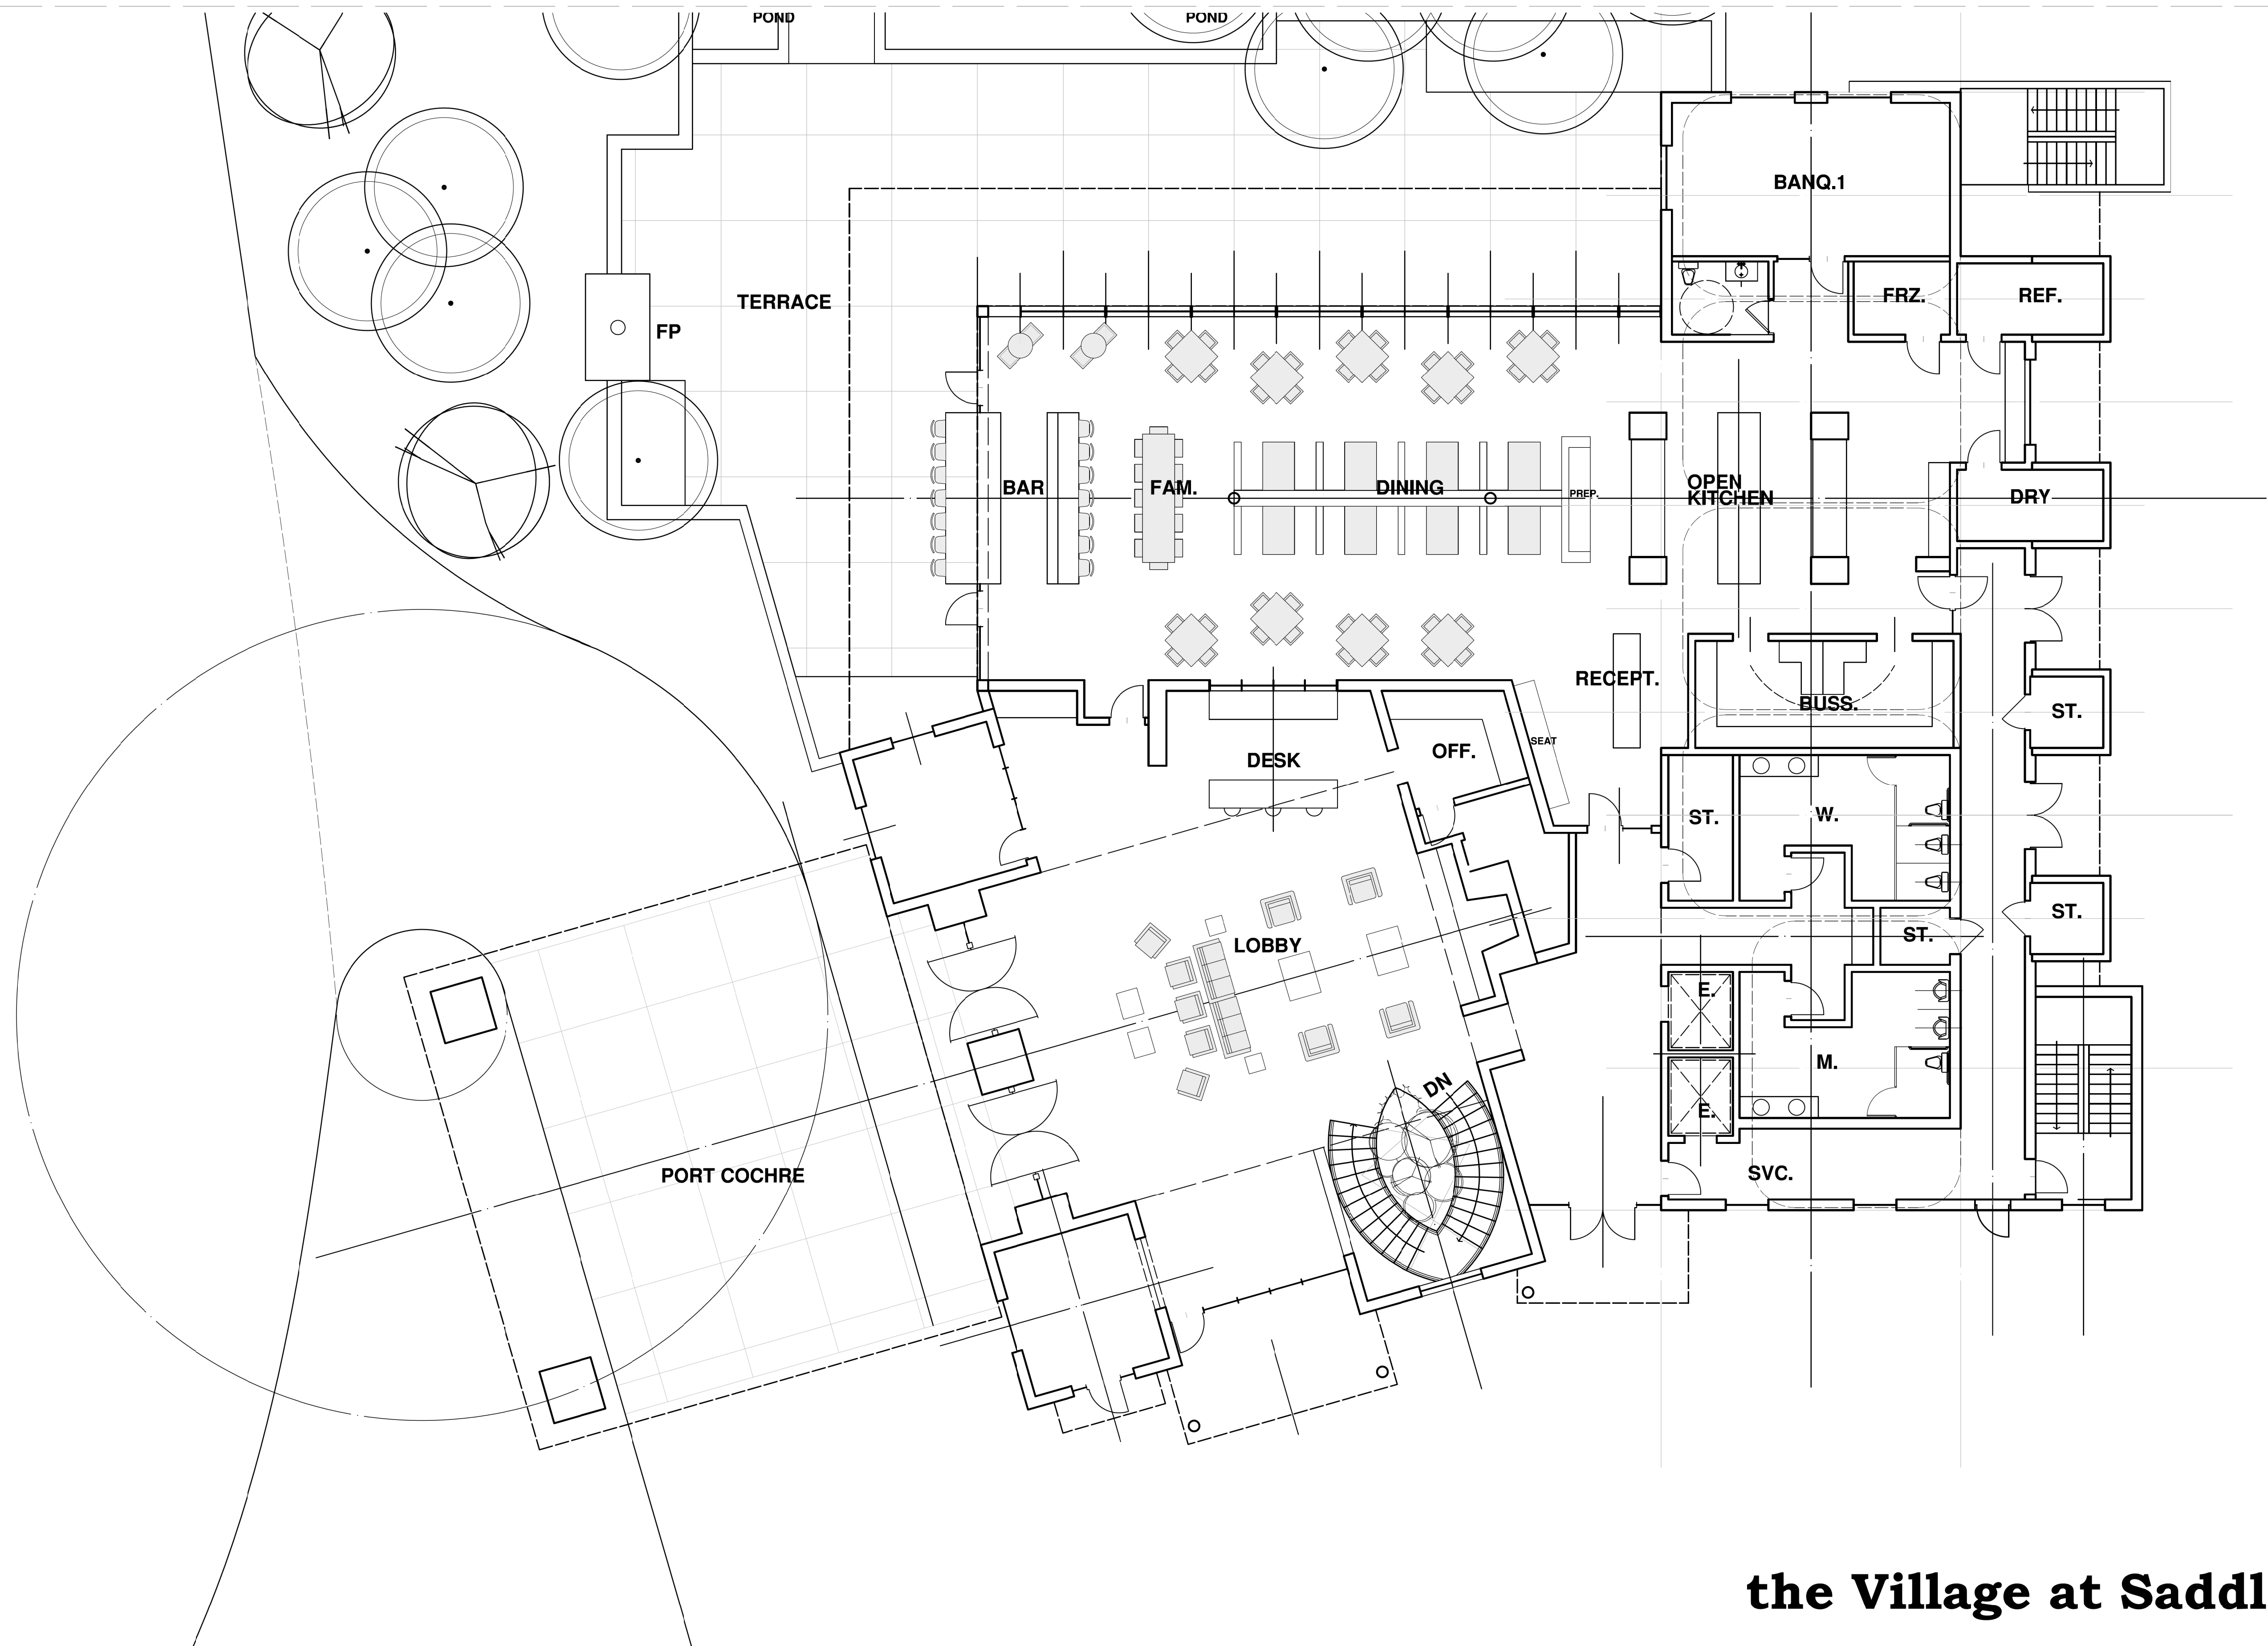 POND
POND
BANQ.1
TERRACE
FRZ.
REF.
FP
BAR
FAM.
DINING
PREP.
OPEN
KITCHEN
DRY
RECEPT.
BUSS.
ST.
SEAT
OFF.
DESK
ST.
W.
ST.
ST.
LOBBY
E.
M.
DN
E.
PORT COCHRE
SVC.
the Village at Saddl